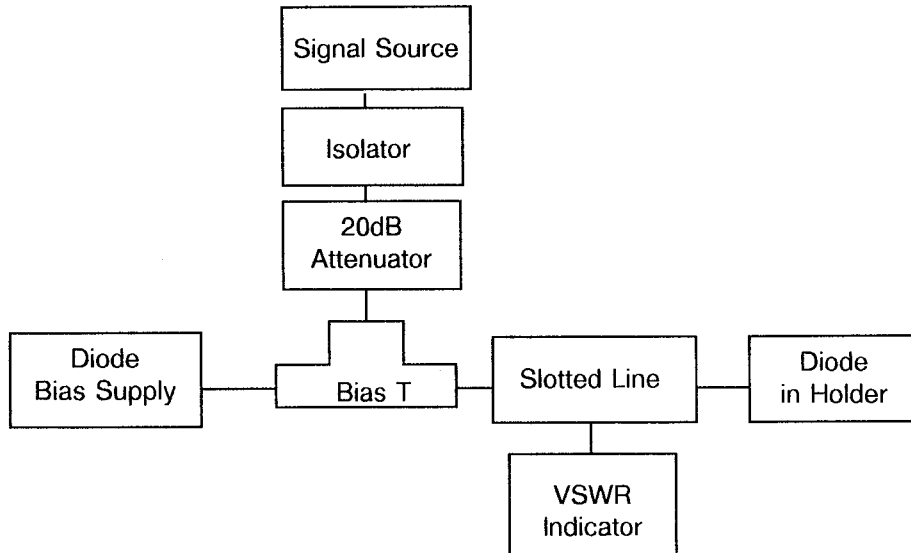 Signal Source
Isolator
20dB
Attenuator
Diode
Bias Supply
Bias T
Slotted Line
Diode
in Holder
VSWR
Indicator